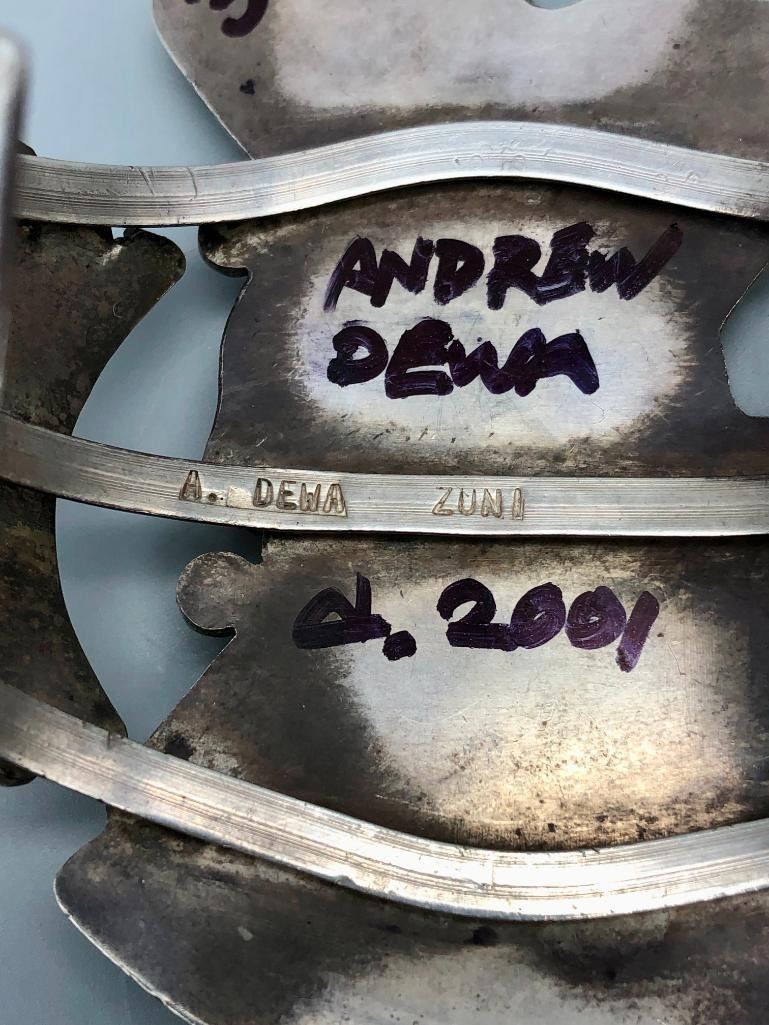 ANDREW
DEWA
A. DEWA ZUNI
d. 2001